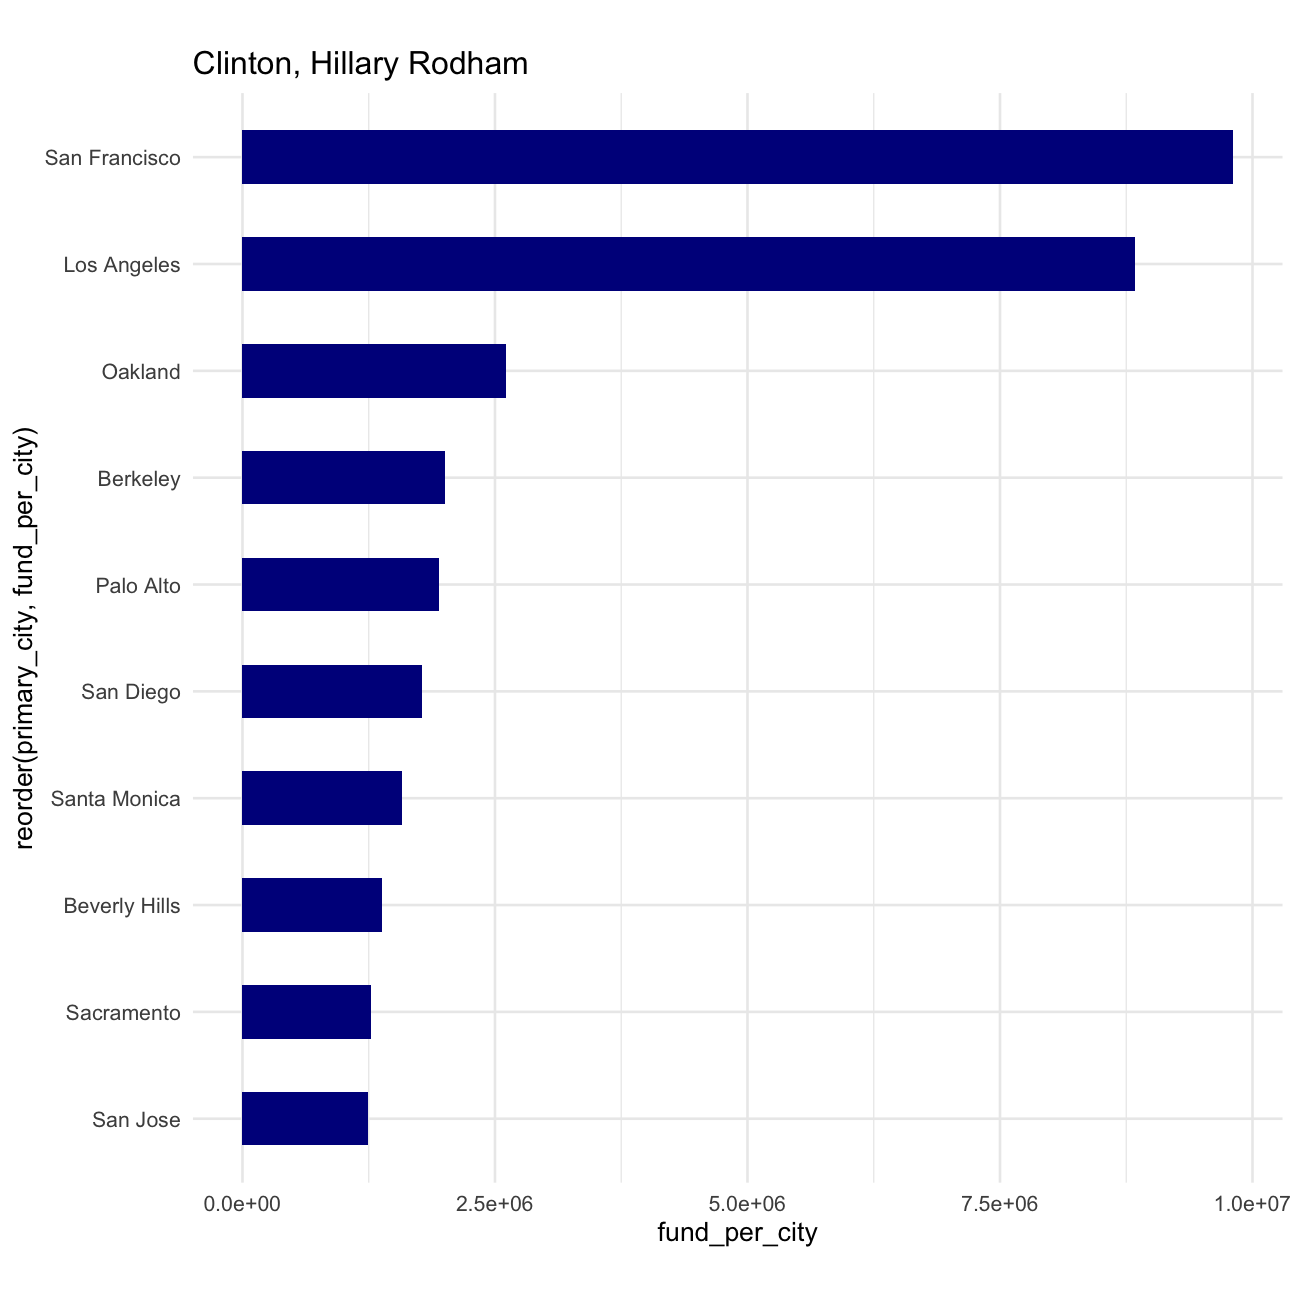 Clinton, Hillary Rodham
reorder(primary_city, fund_per_city)
San Francisco
Los Angeles
Oakland
Berkeley
Palo Alto
San Diego
Santa Monica
Beverly Hills
Sacramento
San Jose
0.0e+00 2.5e+06 5.0e+06 7.5e+06 1.0e+07
fund_per_city